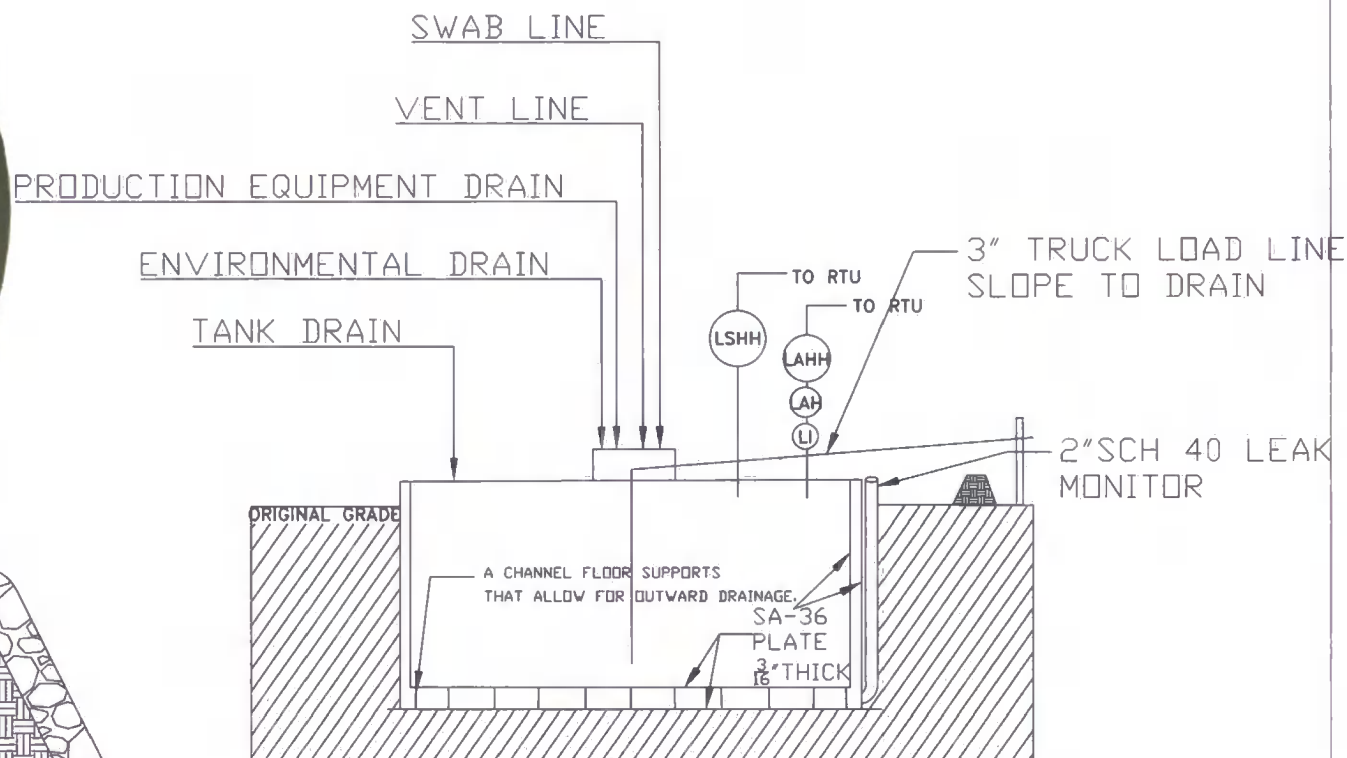 SWAB LINE
VENT LINE
PRODUCTION EQUIPMENT DRAIN
ENVIRONMENTAL DRAIN
TANK DRAIN
TO RTU
TO RTU
3" TRUCK LOAD LINE
SLOPE TO DRAIN
LSHH
LAHH
LAH
LI
2"SCH 40 LEAK
MONITOR
ORIGINAL GRADE
A CHANNEL FLOOR SUPPORTS
THAT ALLOW FOR OUTWARD DRAINAGE.
SA-36
PLATE
3/16" THICK